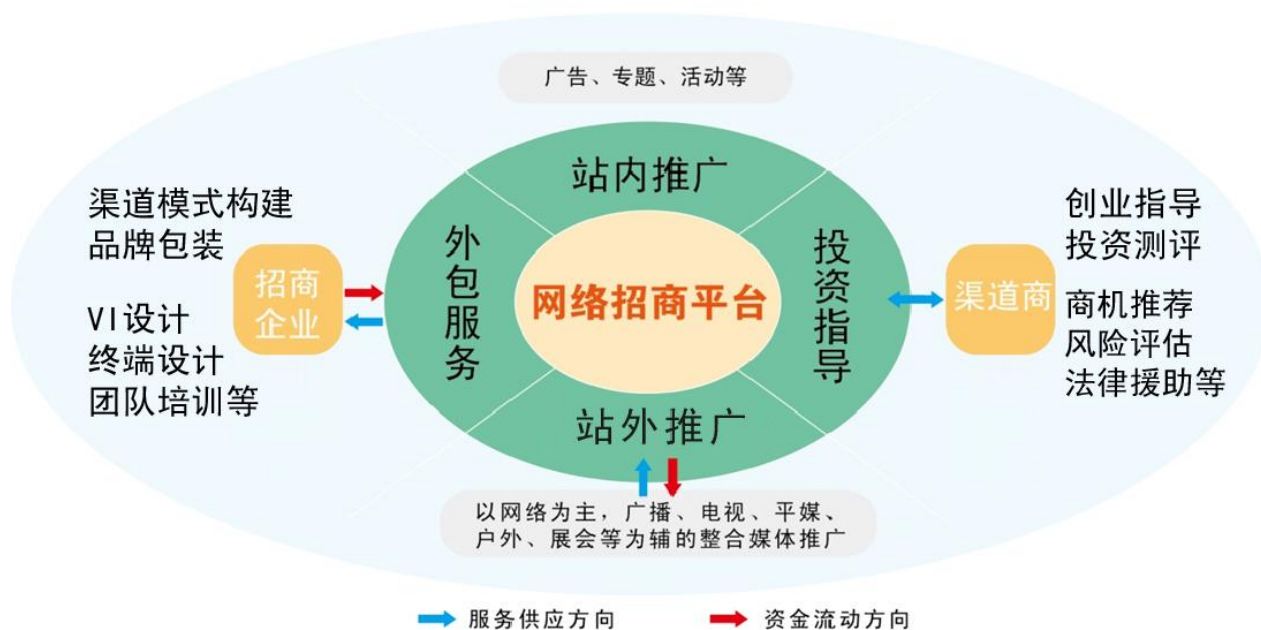 广告、专题、活动等
站内推广
渠道模式构建
品牌包装
VI设计
终端设计
团队培训等
招商
企业
外包服务
网络招商平台
投资指导
渠道商
创业指导
投资测评
商机推荐
风险评估
法律援助等
站外推广
以网络为主，广播、电视、平媒、
户外、展会等为辅的整合媒体推广
服务供应方向
资金流动方向